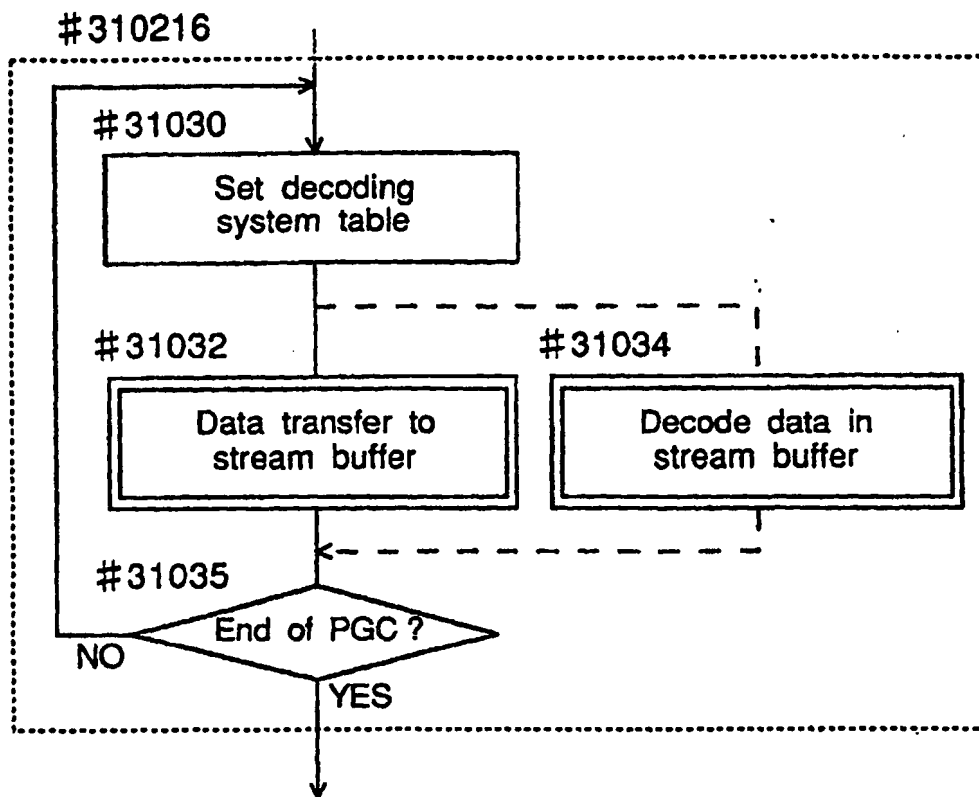 #310216
#31030
Set decoding
system table
#31032
#31034
Data transfer to
stream buffer
Decode data in
stream buffer
#31035
End of PGC ?
NO
YES